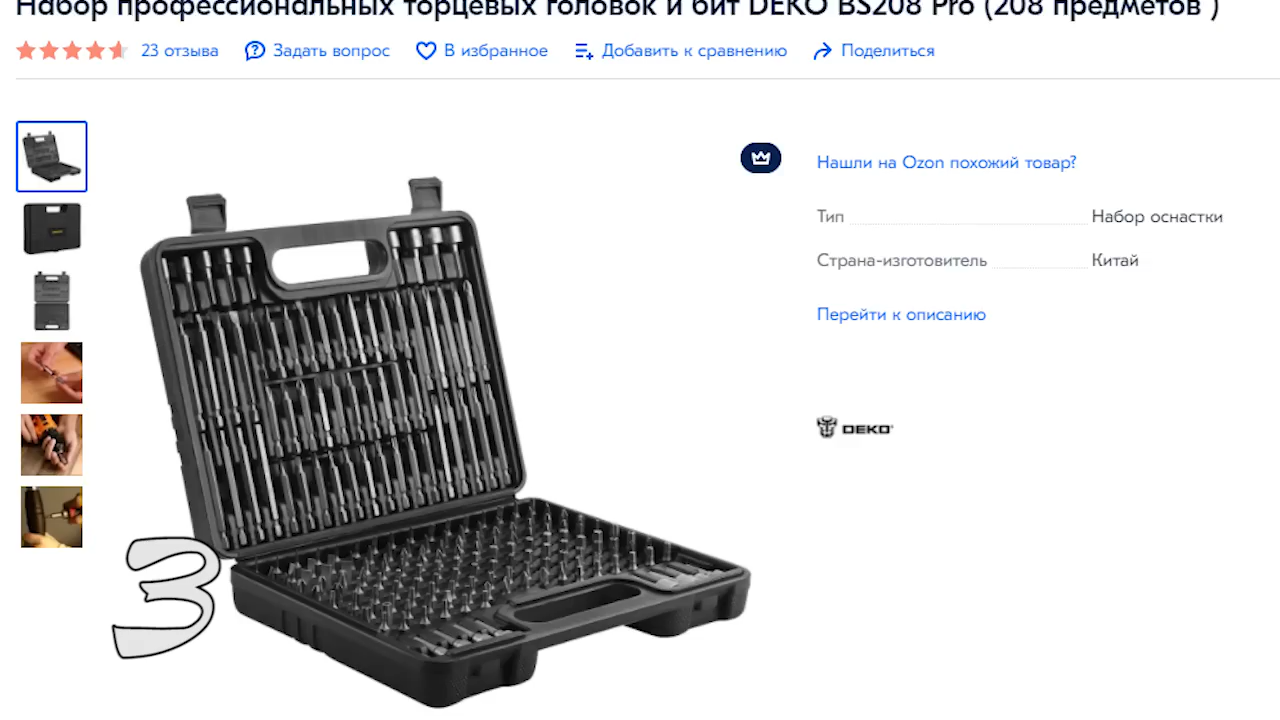 Набор профессиональных торцевых головок и бит DEKO BS208 Pro (208 предметов )
23 отзыва Задать вопрос В избранное Добавить к сравнению Поделиться
Нашли на Ozon похожий товар?
Тип Набор оснастки
Страна-изготовитель Китай
Перейти к описанию
DEKO
3